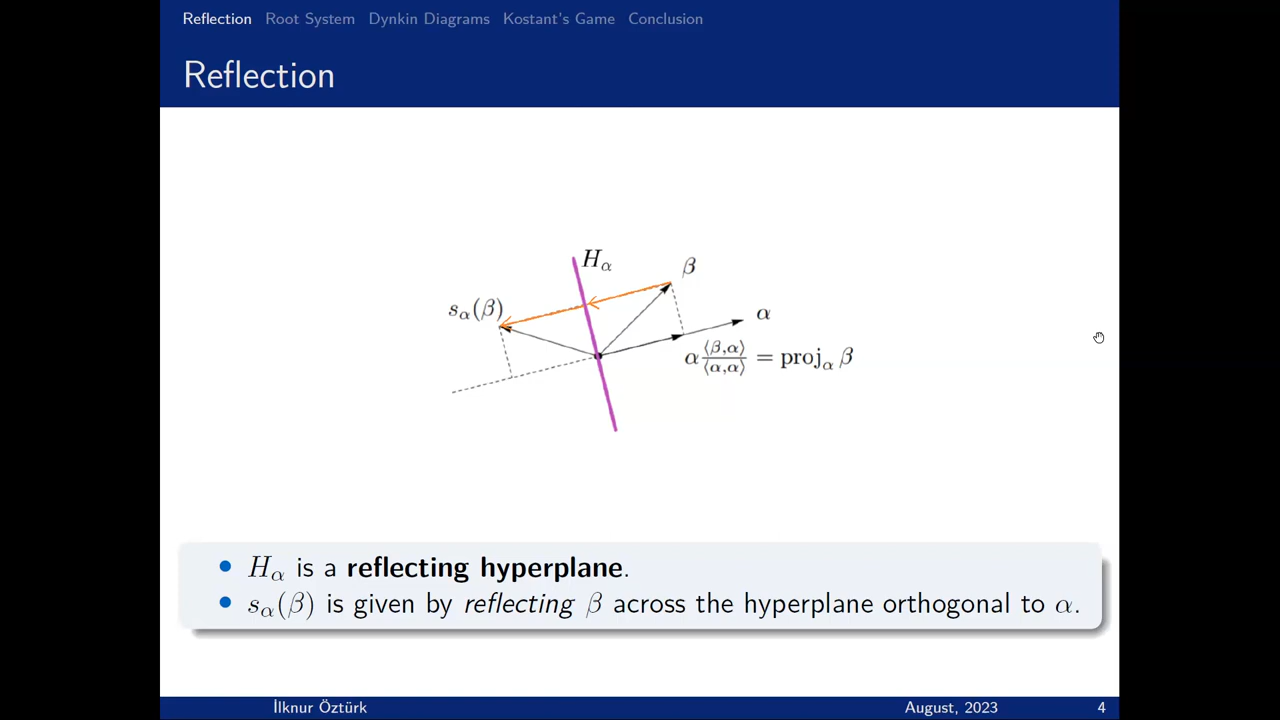 Reflection Root System Dynkin Diagrams Kostant's Game Conclusion
Reflection
H_α
β
s_α(β)
α
α ⟨β,α⟩/⟨α,α⟩ = proj_α β
• H_α is a reflecting hyperplane.
• s_α(β) is given by reflecting β across the hyperplane orthogonal to α.
İlknur Öztürk August, 2023 4